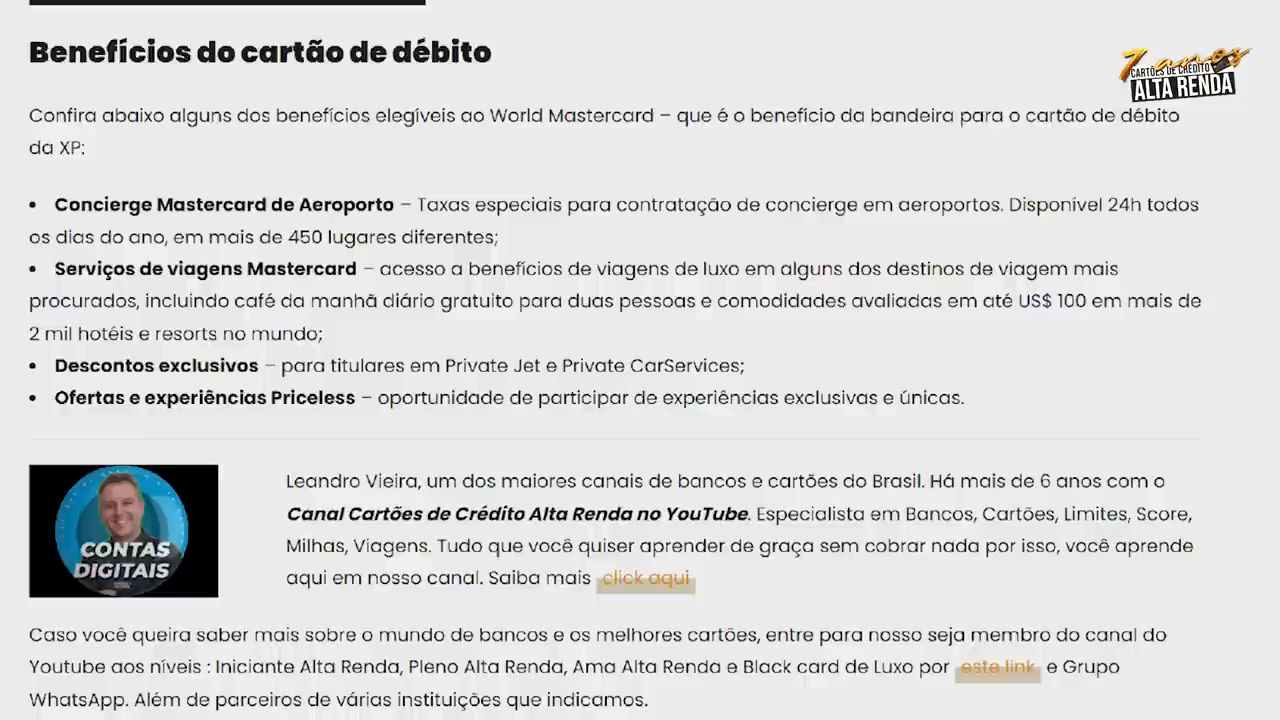 Benefícios do cartão de débito
7 anos
CARTÕES DE CRÉDITO
ALTA RENDA
Confira abaixo alguns dos benefícios elegíveis ao World Mastercard – que é o benefício da bandeira para o cartão de débito
da XP:
• Concierge Mastercard de Aeroporto – Taxas especiais para contratação de concierge em aeroportos. Disponível 24h todos
os dias do ano, em mais de 450 lugares diferentes;
• Serviços de viagens Mastercard – acesso a benefícios de viagens de luxo em alguns dos destinos de viagem mais
procurados, incluindo café da manhã diário gratuito para duas pessoas e comodidades avaliadas em até US$ 100 em mais de
2 mil hotéis e resorts no mundo;
• Descontos exclusivos – para titulares em Private Jet e Private CarServices;
• Ofertas e experiências Priceless – oportunidade de participar de experiências exclusivas e únicas.
CONTAS
DIGITAIS
Leandro Vieira, um dos maiores canais de bancos e cartões do Brasil. Há mais de 6 anos com o
Canal Cartões de Crédito Alta Renda no YouTube. Especialista em Bancos, Cartões, Limites, Score,
Milhas, Viagens. Tudo que você quiser aprender de graça sem cobrar nada por isso, você aprende
aqui em nosso canal. Saiba mais click aqui
Caso você queira saber mais sobre o mundo de bancos e os melhores cartões, entre para nosso seja membro do canal do
Youtube aos níveis : Iniciante Alta Renda, Pleno Alta Renda, Ama Alta Renda e Black card de Luxo por este link e Grupo
WhatsApp. Além de parceiros de várias instituições que indicamos.